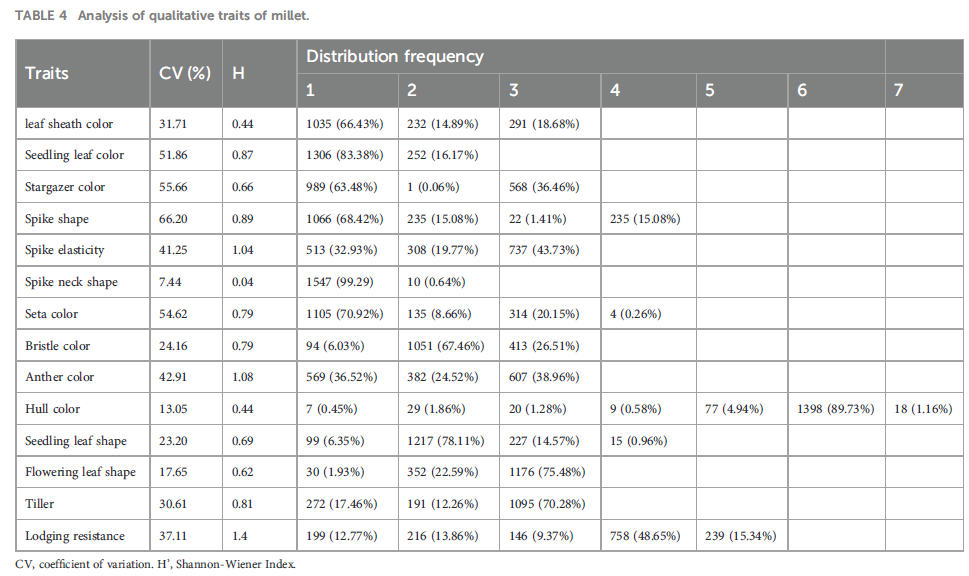 TABLE 4 Analysis of qualitative traits of millet.
Traits CV (%) H Distribution frequency
1 2 3 4 5 6 7
leaf sheath color 31.71 0.44 1035 (66.43%) 232 (14.89%) 291 (18.68%)
Seedling leaf color 51.86 0.87 1306 (83.38%) 252 (16.17%)
Stargazer color 55.66 0.66 989 (63.48%) 1 (0.06%) 568 (36.46%)
Spike shape 66.20 0.89 1066 (68.42%) 235 (15.08%) 22 (1.41%) 235 (15.08%)
Spike elasticity 41.25 1.04 513 (32.93%) 308 (19.77%) 737 (43.73%)
Spike neck shape 7.44 0.04 1547 (99.29) 10 (0.64%)
Seta color 54.62 0.79 1105 (70.92%) 135 (8.66%) 314 (20.15%) 4 (0.26%)
Bristle color 24.16 0.79 94 (6.03%) 1051 (67.46%) 413 (26.51%)
Anther color 42.91 1.08 569 (36.52%) 382 (24.52%) 607 (38.96%)
Hull color 13.05 0.44 7 (0.45%) 29 (1.86%) 20 (1.28%) 9 (0.58%) 77 (4.94%) 1398 (89.73%) 18 (1.16%)
Seedling leaf shape 23.20 0.69 99 (6.35%) 1217 (78.11%) 227 (14.57%) 15 (0.96%)
Flowering leaf shape 17.65 0.62 30 (1.93%) 352 (22.59%) 1176 (75.48%)
Tiller 30.61 0.81 272 (17.46%) 191 (12.26%) 1095 (70.28%)
Lodging resistance 37.11 1.4 199 (12.77%) 216 (13.86%) 146 (9.37%) 758 (48.65%) 239 (15.34%)
CV, coefficient of variation. H', Shannon-Wiener Index.